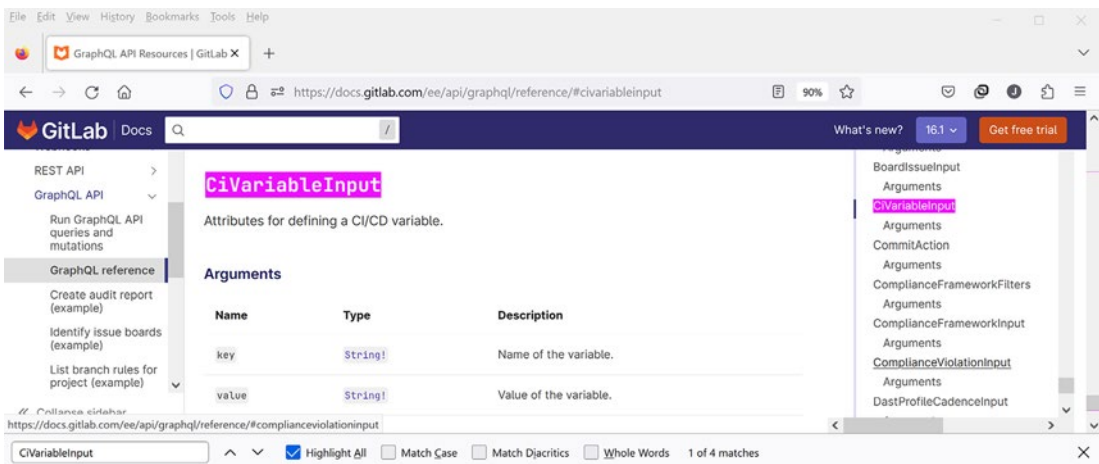 File Edit View History Bookmarks Tools Help
GraphQL API Resources | GitLab X +
https://docs.gitlab.com/ee/api/graphql/reference/#civariableinput 90%
GitLab Docs / What's new? 16.1 Get free trial
REST API
GraphQL API
Run GraphQL API
queries and
mutations
GraphQL reference
Create audit report
(example)
Identify issue boards
(example)
List branch rules for
project (example)
Collapse sidebar
CiVariableInput
Attributes for defining a CI/CD variable.
Arguments
Name Type Description
key String! Name of the variable.
value String! Value of the variable.
Arguments
BoardIssueInput
Arguments
CiVariableInput
Arguments
CommitAction
Arguments
ComplianceFrameworkFilters
Arguments
ComplianceFrameworkInput
Arguments
ComplianceViolationInput
Arguments
DastProfileCadenceInput
https://docs.gitlab.com/ee/api/graphql/reference/#complianceviolationinput
CiVariableInput Highlight All Match Case Match Diacritics Whole Words 1 of 4 matches